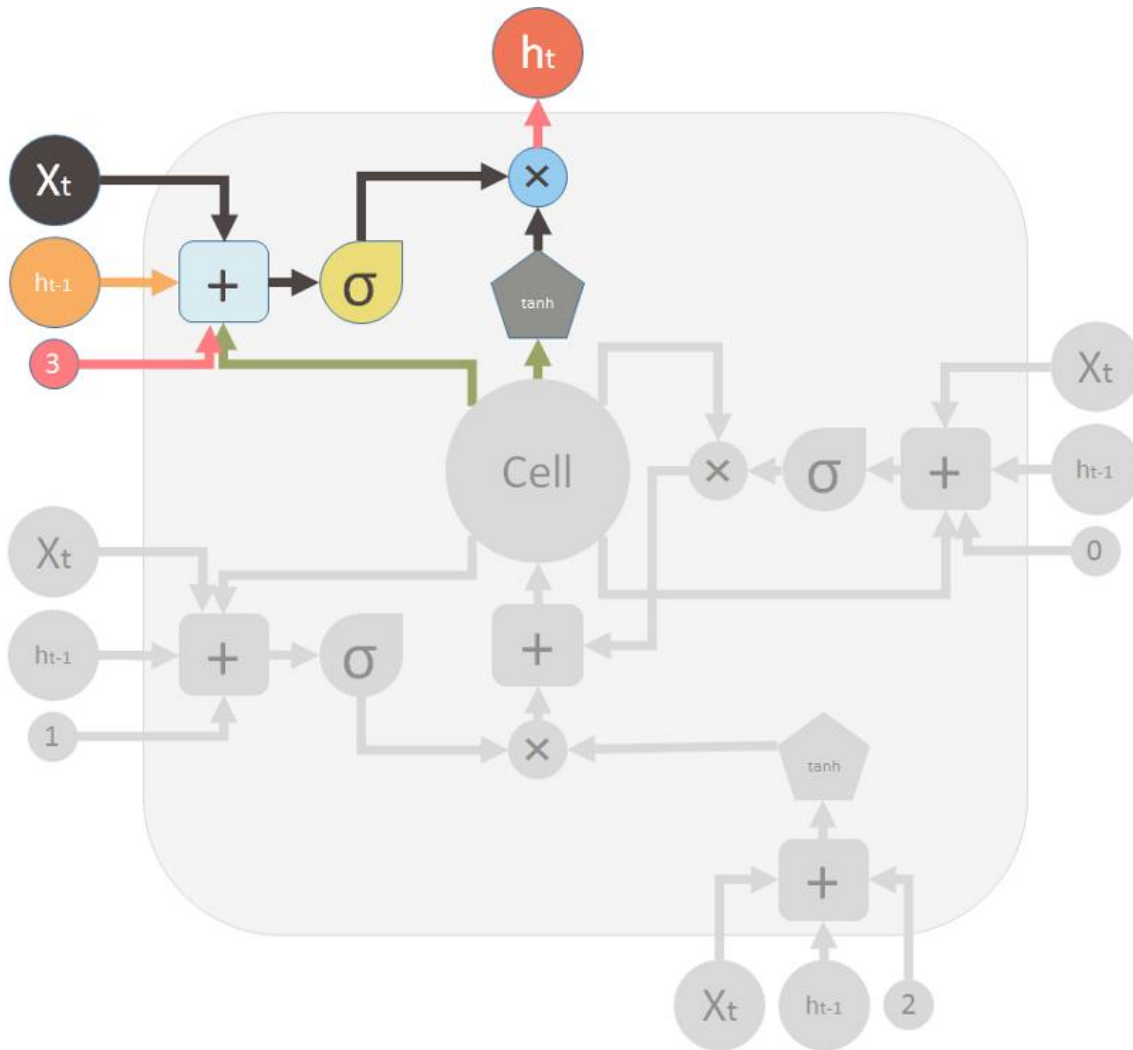 ht
Xt
×
ht-1
+
σ
tanh
3
Xt
Cell
×
σ
+
ht-1
Xt
0
ht-1
+
σ
+
1
×
tanh
+
Xt
ht-1
2